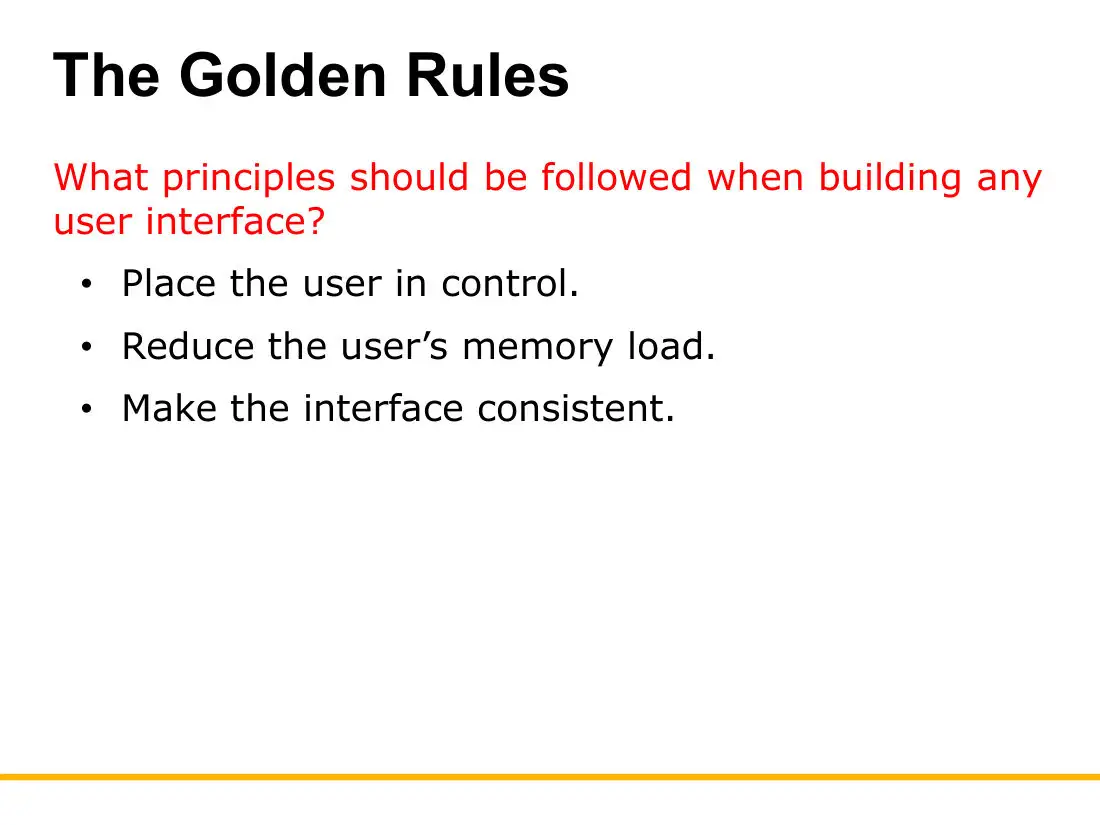 The Golden Rules
What principles should be followed when building any
user interface?
• Place the user in control.
• Reduce the user’s memory load.
• Make the interface consistent.